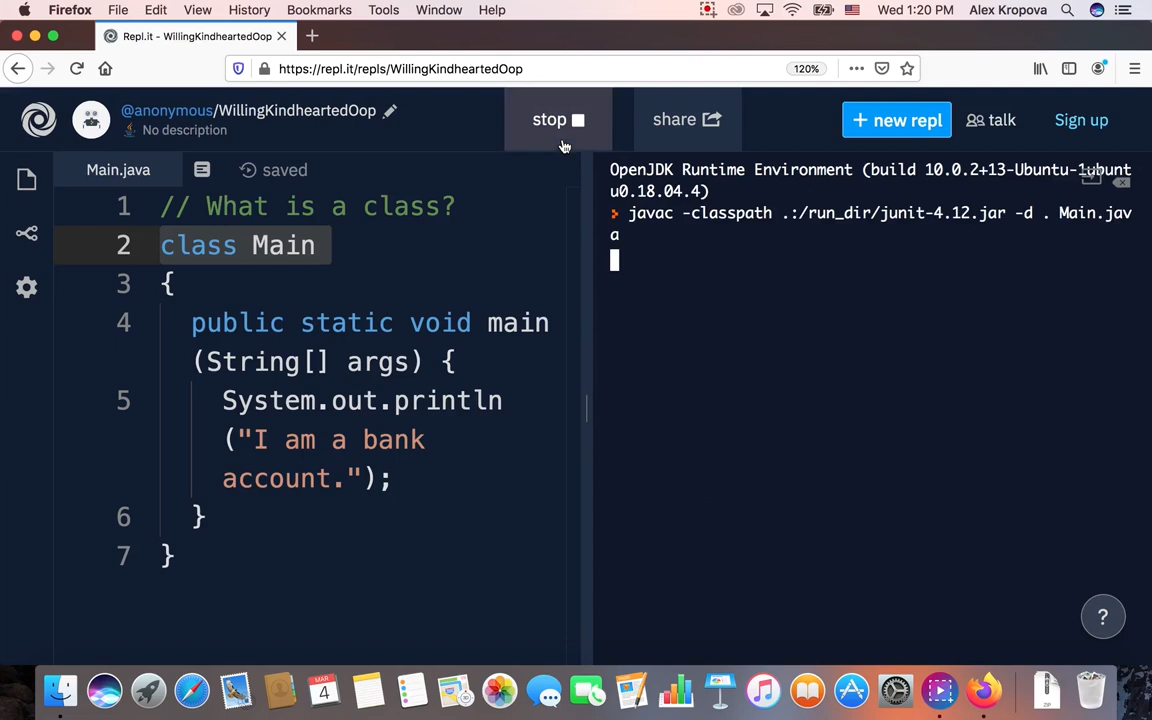 Firefox File Edit View History Bookmarks Tools Window Help Wed 1:20 PM Alex Kropova
Repl.it - WillingKindheartedOop
https://repl.it/repls/WillingKindheartedOop 120%
@anonymous/WillingKindheartedOop
No description
stop
share
+ new repl
talk
Sign up
Main.java
saved
1 // What is a class?
2 class Main
3 {
4 public static void main
(String[] args) {
5 System.out.println
("I am a bank
account.");
6 }
7 }
OpenJDK Runtime Environment (build 10.0.2+13-Ubuntu-1ubunt
u0.18.04.4)
javac -classpath .:/run_dir/junit-4.12.jar -d . Main.jav
a
?
MAR
4
ZIP